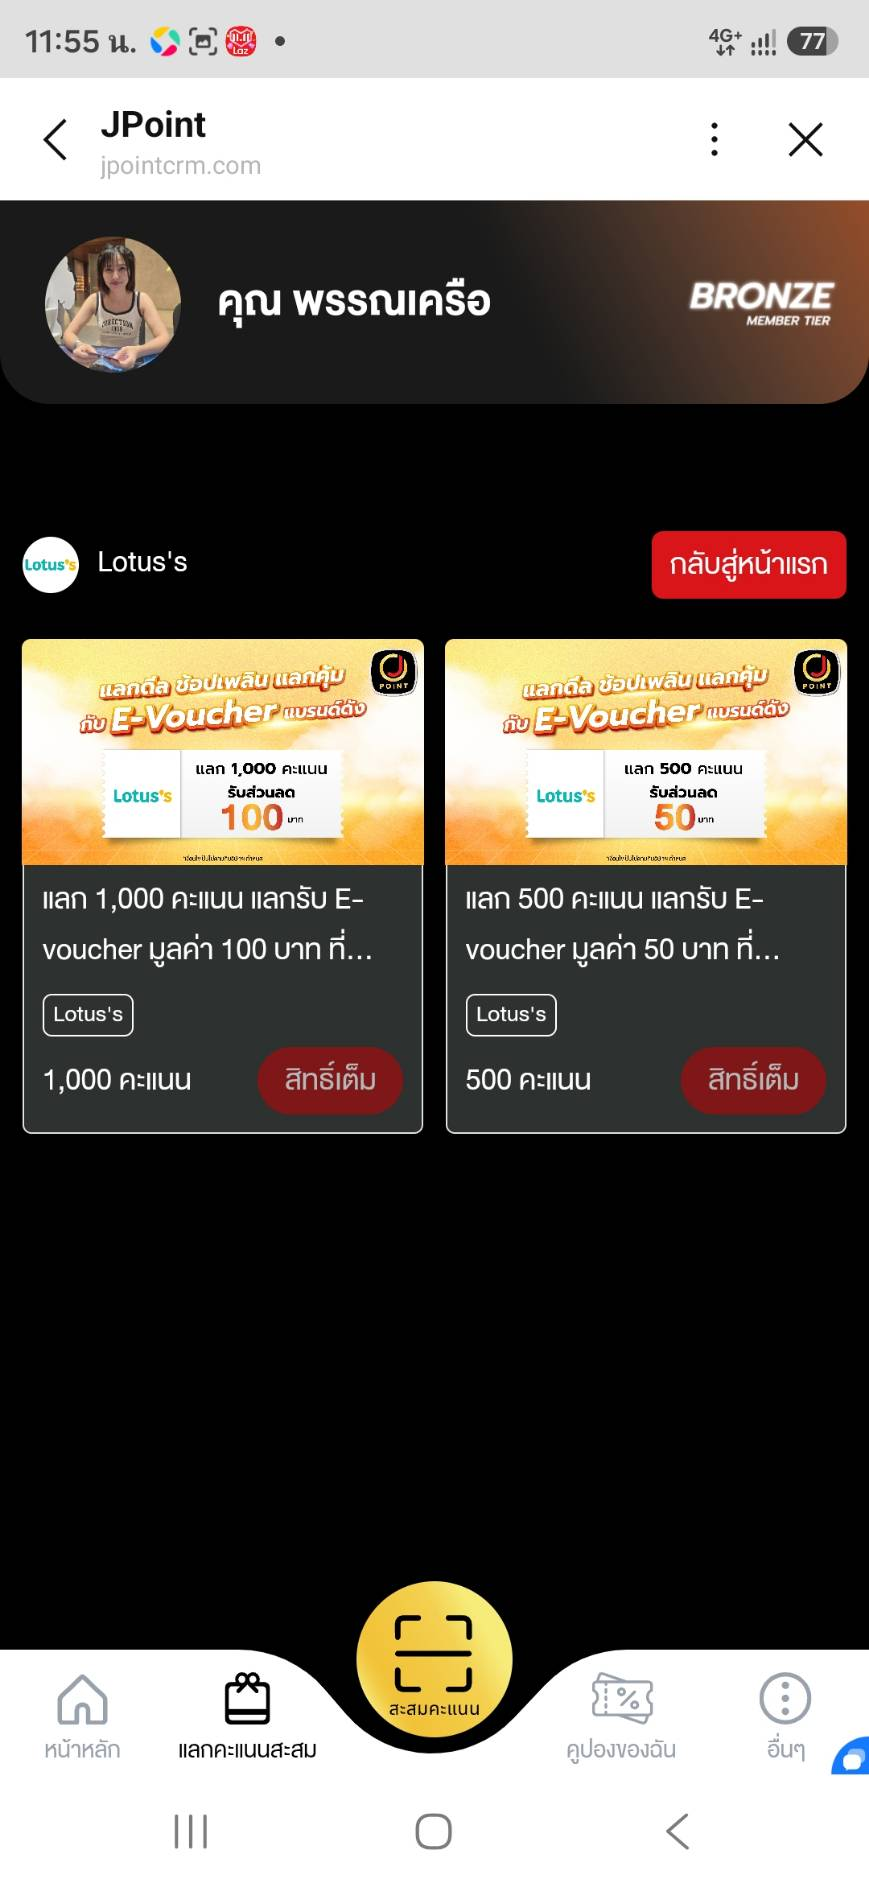 11:55 น.
4G+
77
JPoint
jpointcrm.com
คุณ พรรณเครือ
BRONZE
MEMBER TIER
Lotus's
Lotus's
กลับสู่หน้าแรก
แลกดีล ช้อปเพลิน แลกคุ้ม
กับ E-Voucher แบรนด์ดัง
POINT
Lotus's
แลก 1,000 คะแนน
รับส่วนลด
100 บาท
แลก 1,000 คะแนน แลกรับ E-
voucher มูลค่า 100 บาท ที่...
Lotus's
1,000 คะแนน
สิทธิ์เต็ม
แลกดีล ช้อปเพลิน แลกคุ้ม
กับ E-Voucher แบรนด์ดัง
POINT
Lotus's
แลก 500 คะแนน
รับส่วนลด
50 บาท
แลก 500 คะแนน แลกรับ E-
voucher มูลค่า 50 บาท ที่...
Lotus's
500 คะแนน
สิทธิ์เต็ม
หน้าหลัก
แลกคะแนนสะสม
สะสมคะแนน
คูปองของฉัน
อื่นๆ